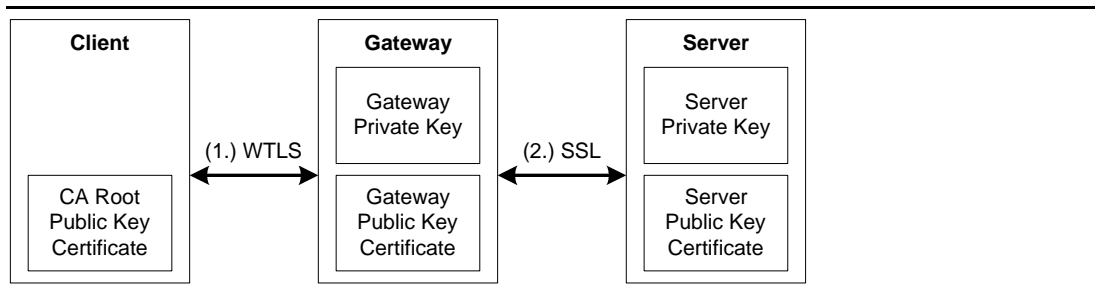 Client
Gateway
Server
Gateway
Private Key
Server
Private Key
(1.) WTLS
(2.) SSL
CA Root
Public Key
Certificate
Gateway
Public Key
Certificate
Server
Public Key
Certificate